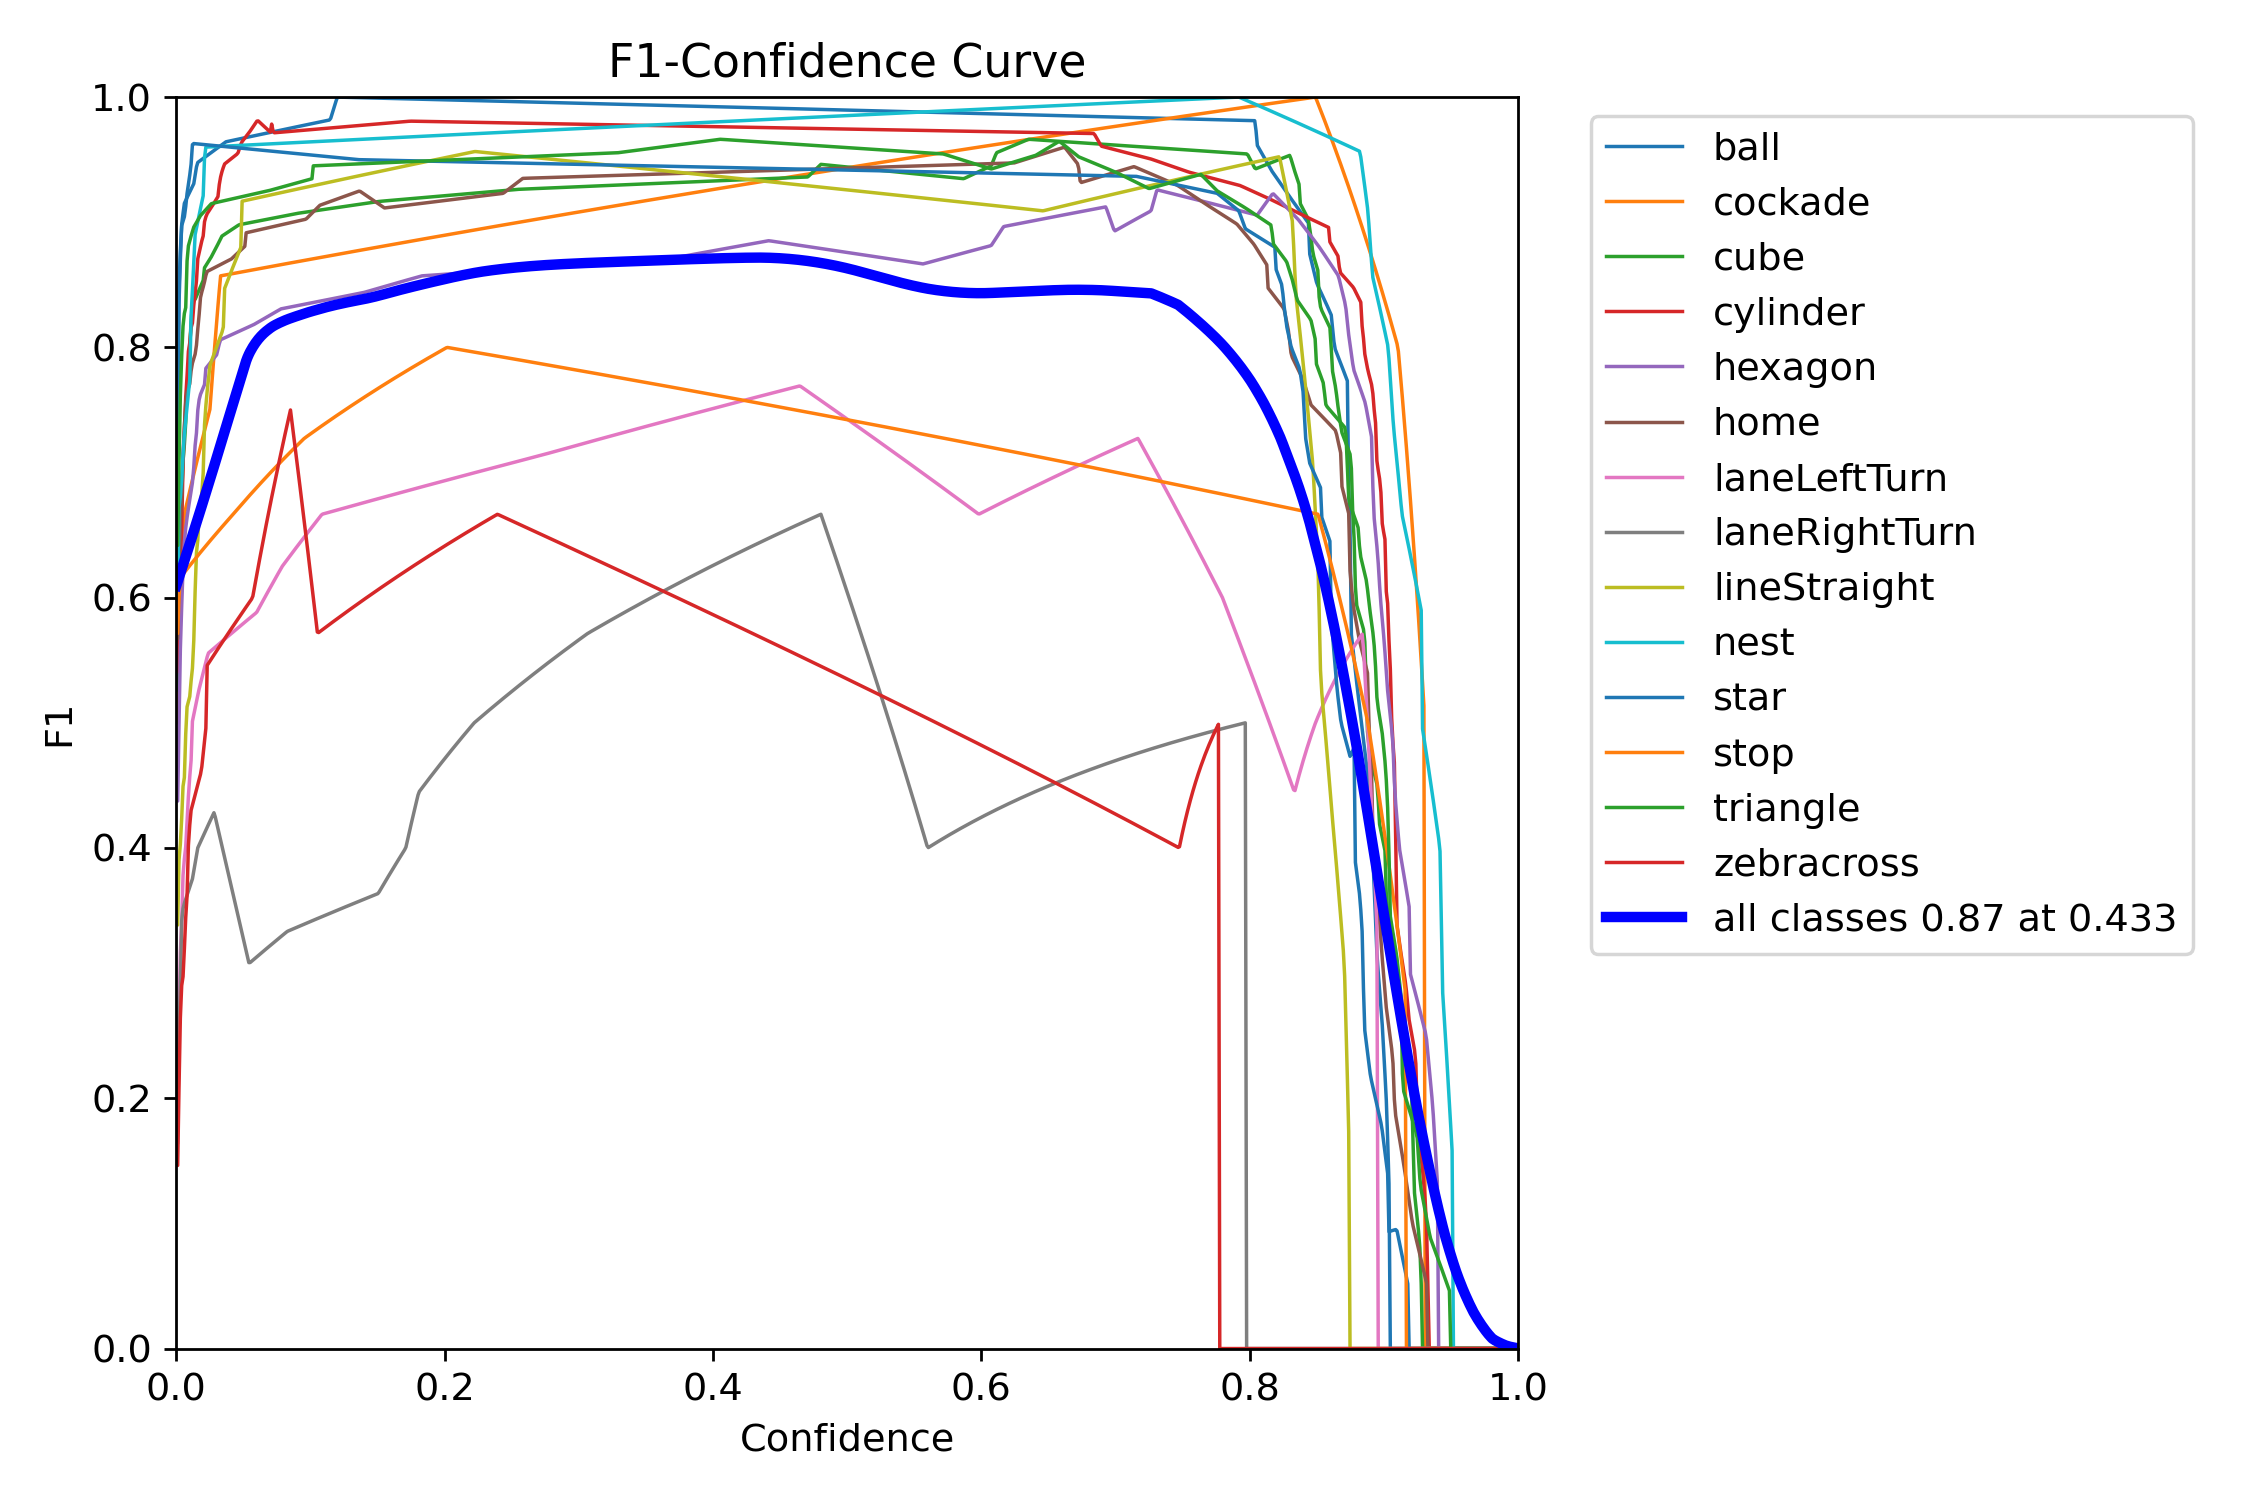 F1-Confidence Curve
1.0
0.8
0.6
0.4
0.2
0.0
F1
0.0 0.2 0.4 0.6 0.8 1.0
Confidence
ball
cockade
cube
cylinder
hexagon
home
laneLeftTurn
laneRightTurn
lineStraight
nest
star
stop
triangle
zebracross
all classes 0.87 at 0.433